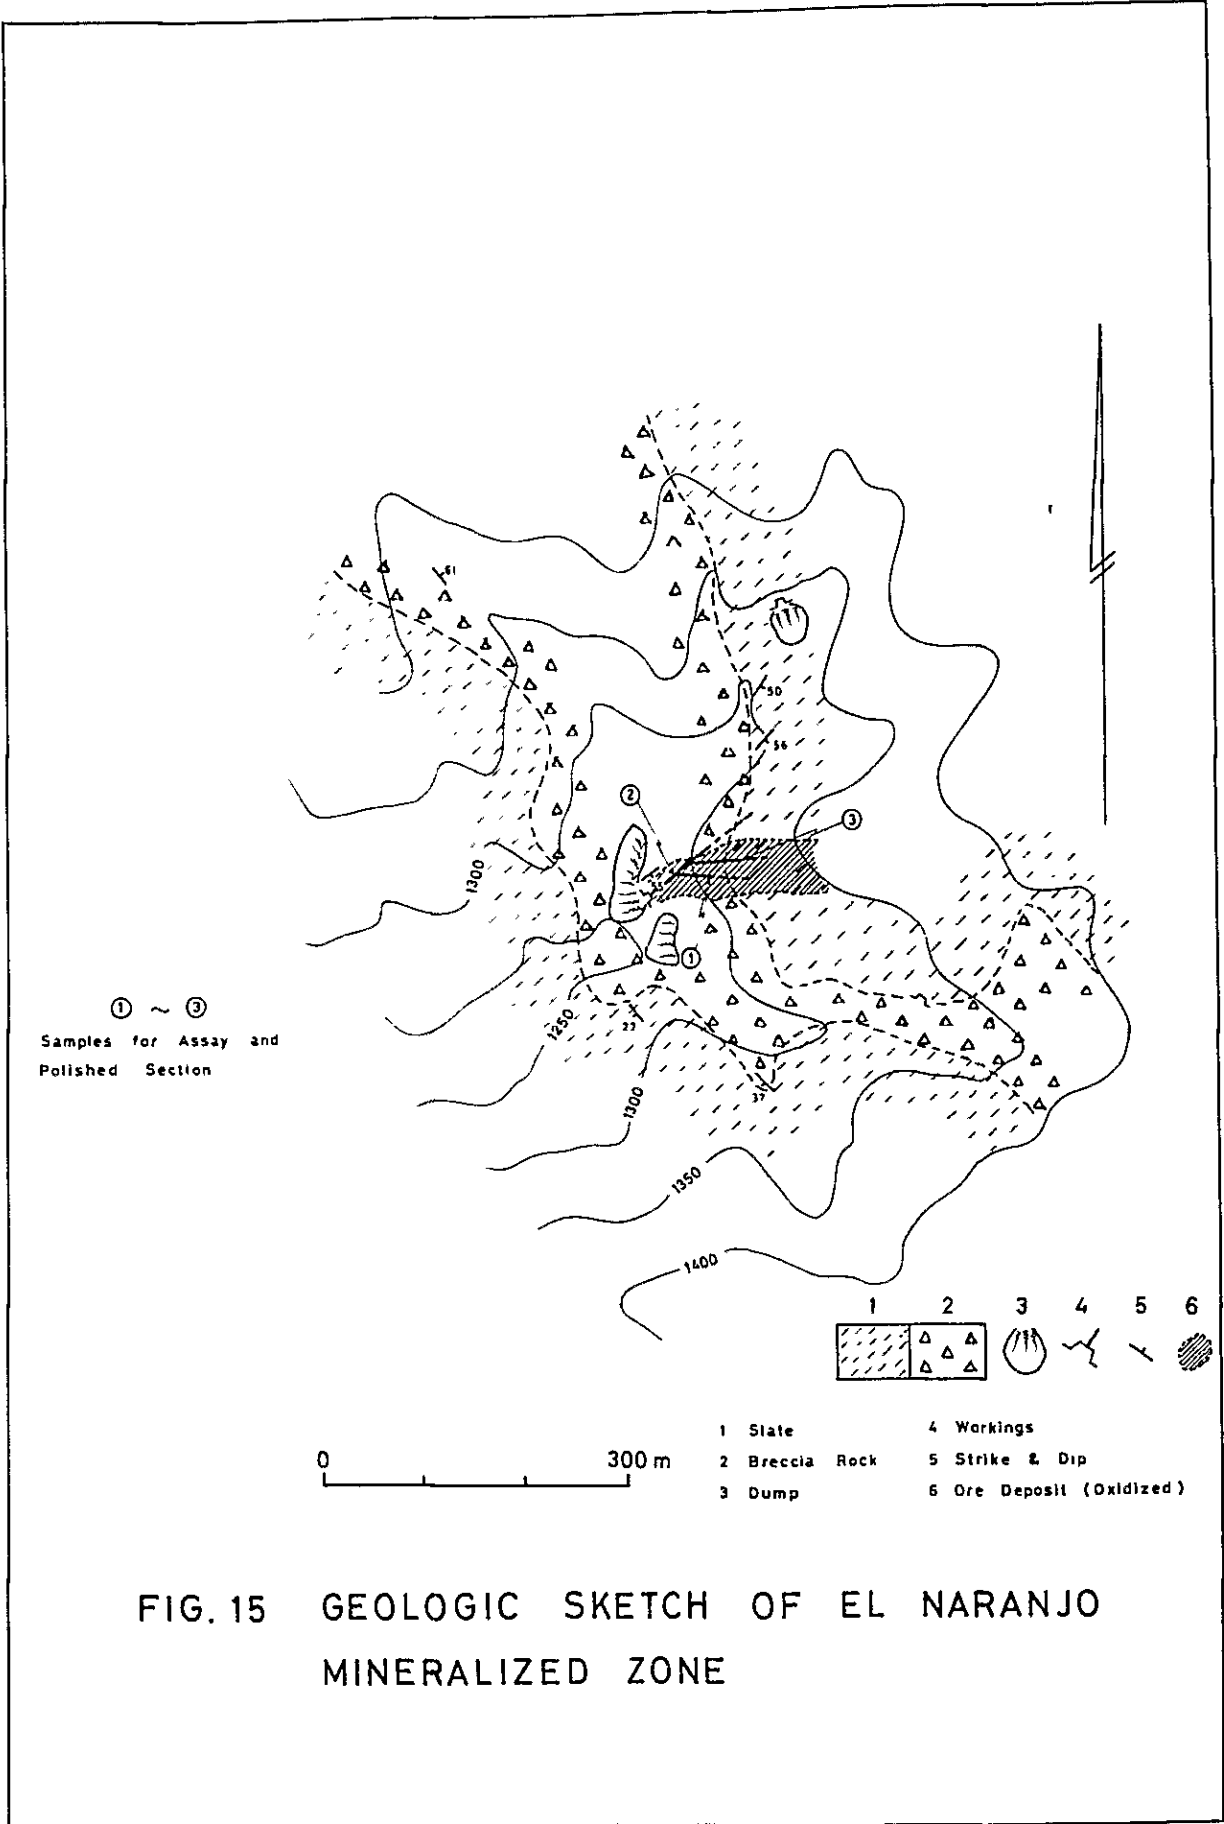 61
50
56
②
③
1300
55
①
① ~ ③
Samples for Assay and
Polished Section
1250
22
37
1300
1350
1400
1 2 3 4 5 6
1 Slate
2 Breccia Rock
3 Dump
4 Workings
5 Strike & Dip
6 Ore Deposit (Oxidized)
0 300 m
FIG. 15 GEOLOGIC SKETCH OF EL NARANJO
MINERALIZED ZONE